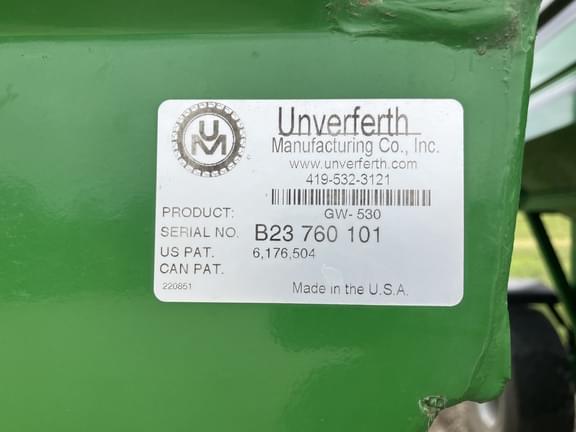 UM
Unverferth
Manufacturing Co., Inc.
www.unverferth.com
419-532-3121
PRODUCT: GW- 530
SERIAL NO. B23 760 101
US PAT. 6,176,504
CAN PAT.
220851 Made in the U.S.A.